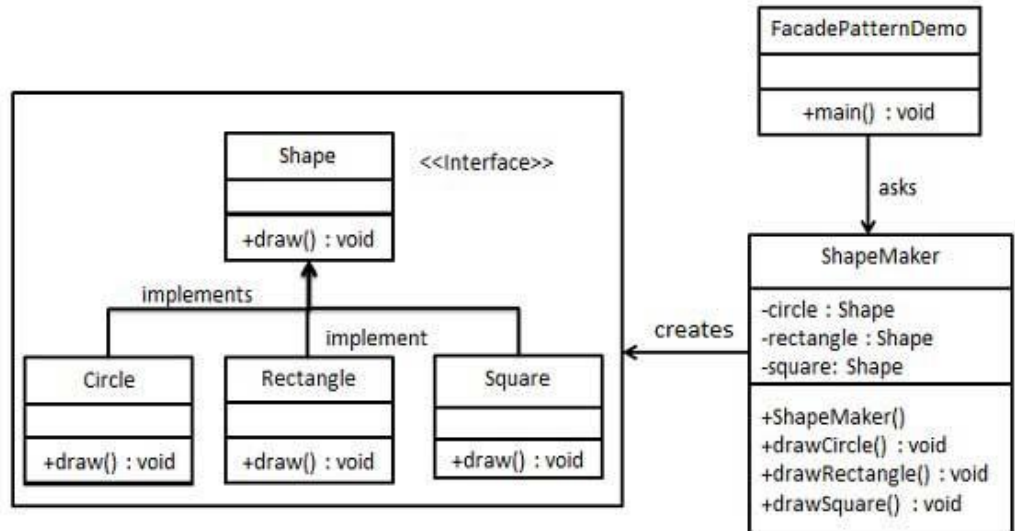 FacadePatternDemo
+main() : void
asks
Shape
<<Interface>>
+draw() : void
implements
implement
Circle
+draw() : void
Rectangle
+draw() : void
Square
+draw() : void
creates
ShapeMaker
-circle : Shape
-rectangle : Shape
-square: Shape
+ShapeMaker()
+drawCircle() : void
+drawRectangle() : void
+drawSquare() : void